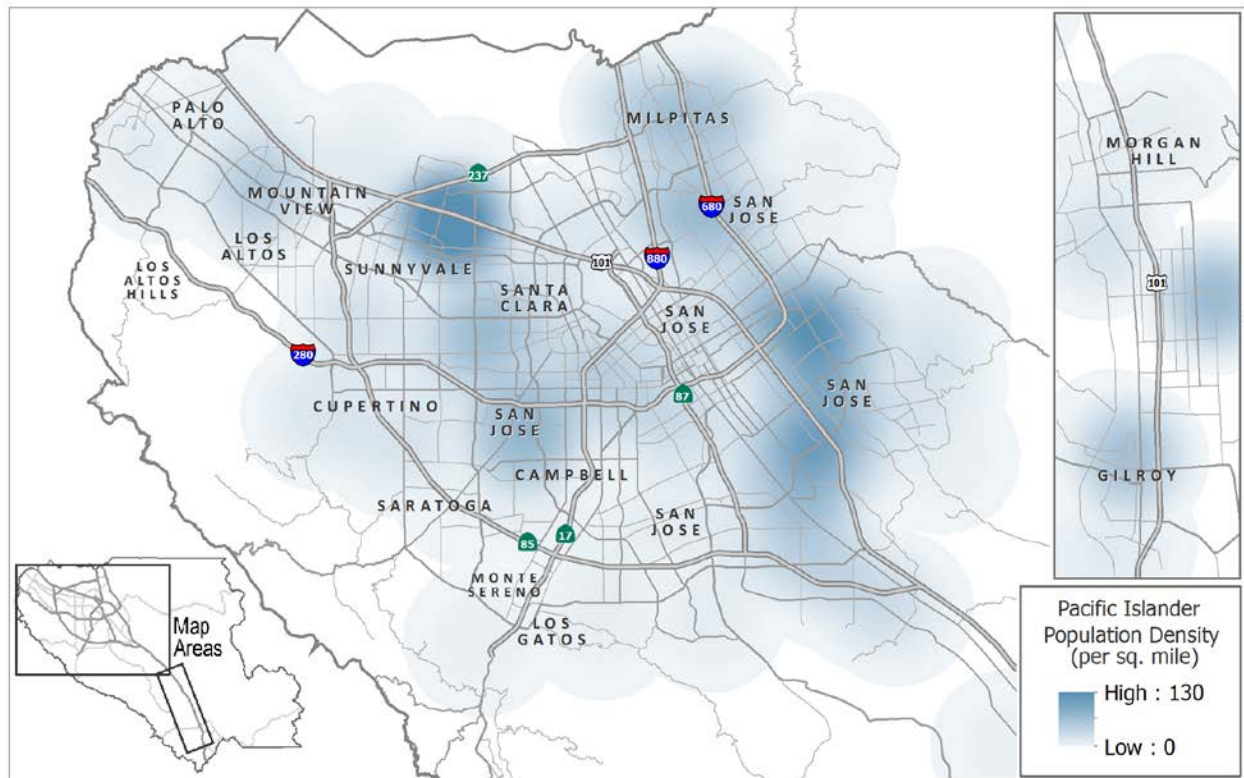 PALO
ALTO
MOUNTAIN
VIEW
LOS
ALTOS
LOS
ALTOS
HILLS
237
SUNNYVALE
SANTA
CLARA
101
MILPITAS
880
680
SAN
JOSE
SAN
JOSE
280
CUPERTINO
SAN
JOSE
87
SAN
JOSE
CAMPBELL
SARATOGA
85
17
SAN
JOSE
MONTE
SERENO
LOS
GATOS
Map
Areas
MORGAN
HILL
101
GILROY
Pacific Islander
Population Density
(per sq. mile)
High : 130
Low : 0